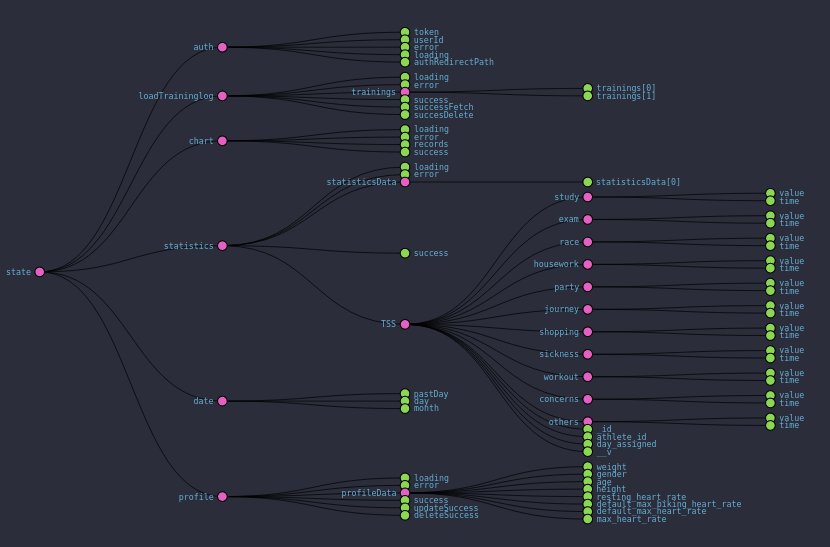 state
auth
token
userId
error
loading
authRedirectPath
loadTraininglog
loading
error
trainings
trainings[0]
trainings[1]
success
successFetch
succesDelete
chart
loading
error
records
success
statistics
loading
error
statisticsData
statisticsData[0]
success
TSS
study
value
time
exam
value
time
race
value
time
housework
value
time
party
value
time
journey
value
time
shopping
value
time
sickness
value
time
workout
value
time
concerns
value
time
others
value
time
_id
athlete_id
day_assigned
__v
date
pastDay
day
month
profile
loading
error
profileData
weight
gender
age
height
resting_heart_rate
default_max_biking_heart_rate
default_max_heart_rate
max_heart_rate
success
updateSuccess
deleteSuccess